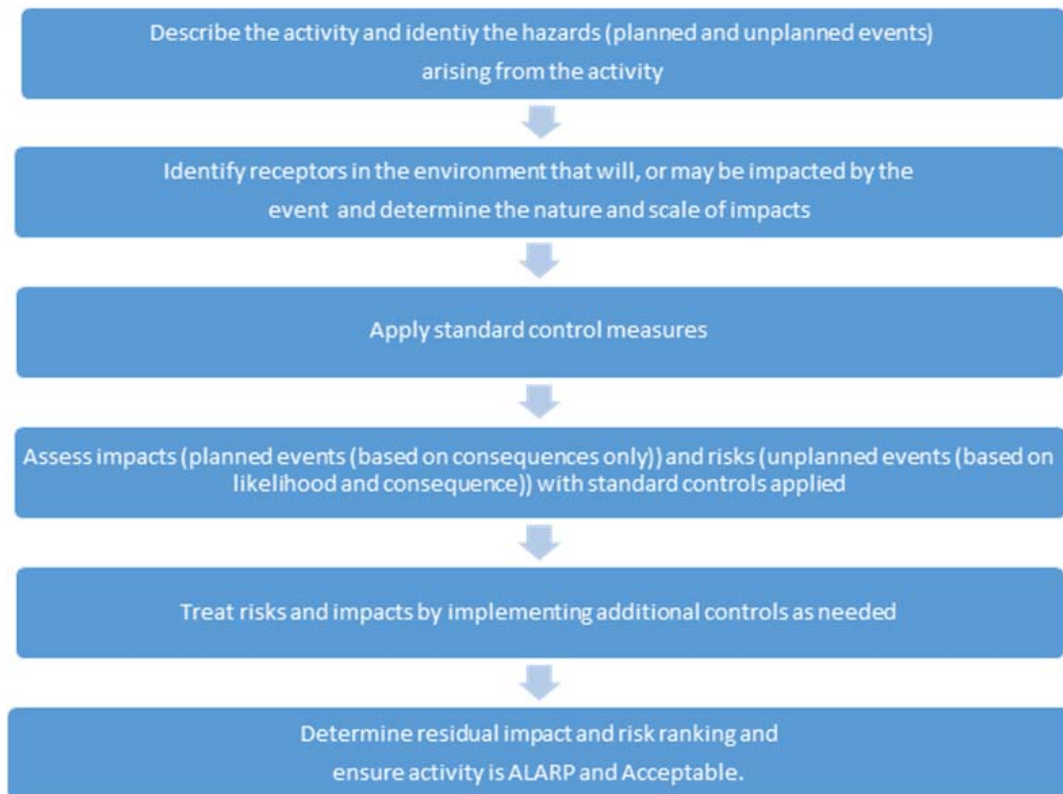 Describe the activity and identiy the hazards (planned and unplanned events)
arising from the activity
Identify receptors in the environment that will, or may be impacted by the
event and determine the nature and scale of impacts
Apply standard control measures
Assess impacts (planned events (based on consequences only)) and risks (unplanned events (based on
likelihood and consequence)) with standard controls applied
Treat risks and impacts by implementing additional controls as needed
Determine residual impact and risk ranking and
ensure activity is ALARP and Acceptable.